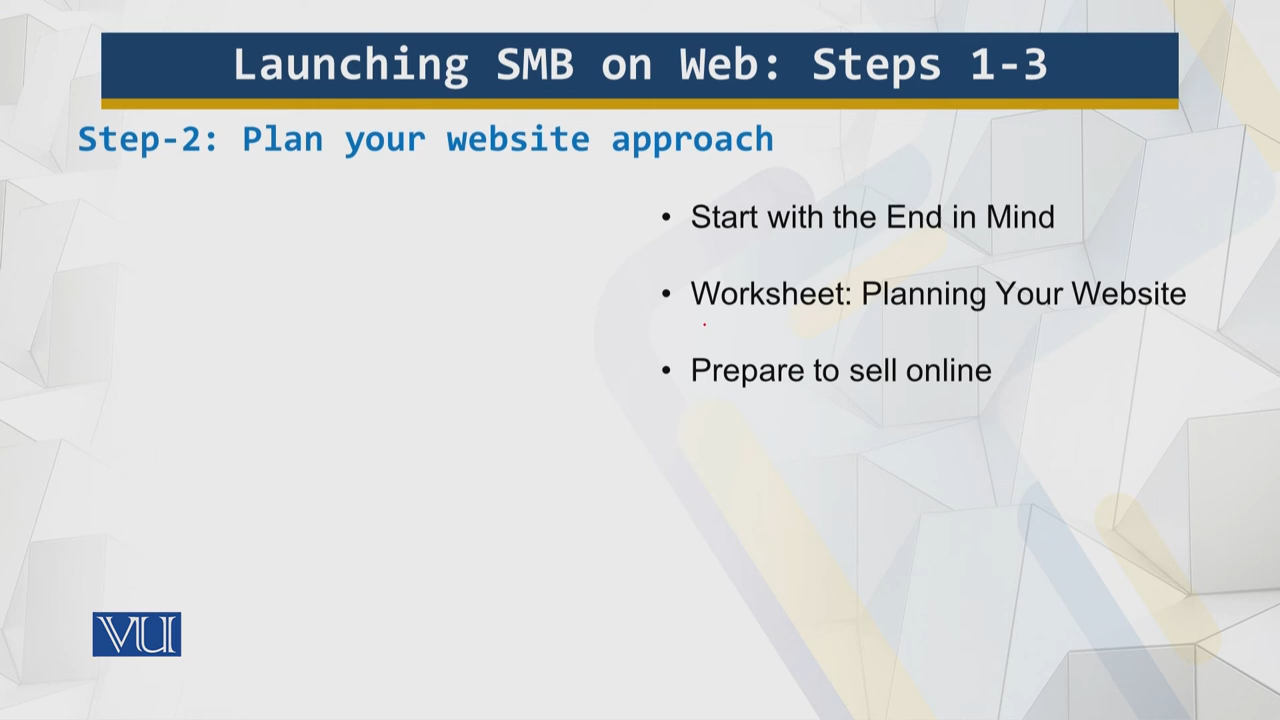 Launching SMB on Web: Steps 1-3
Step-2: Plan your website approach
• Start with the End in Mind
• Worksheet: Planning Your Website
• Prepare to sell online
VU